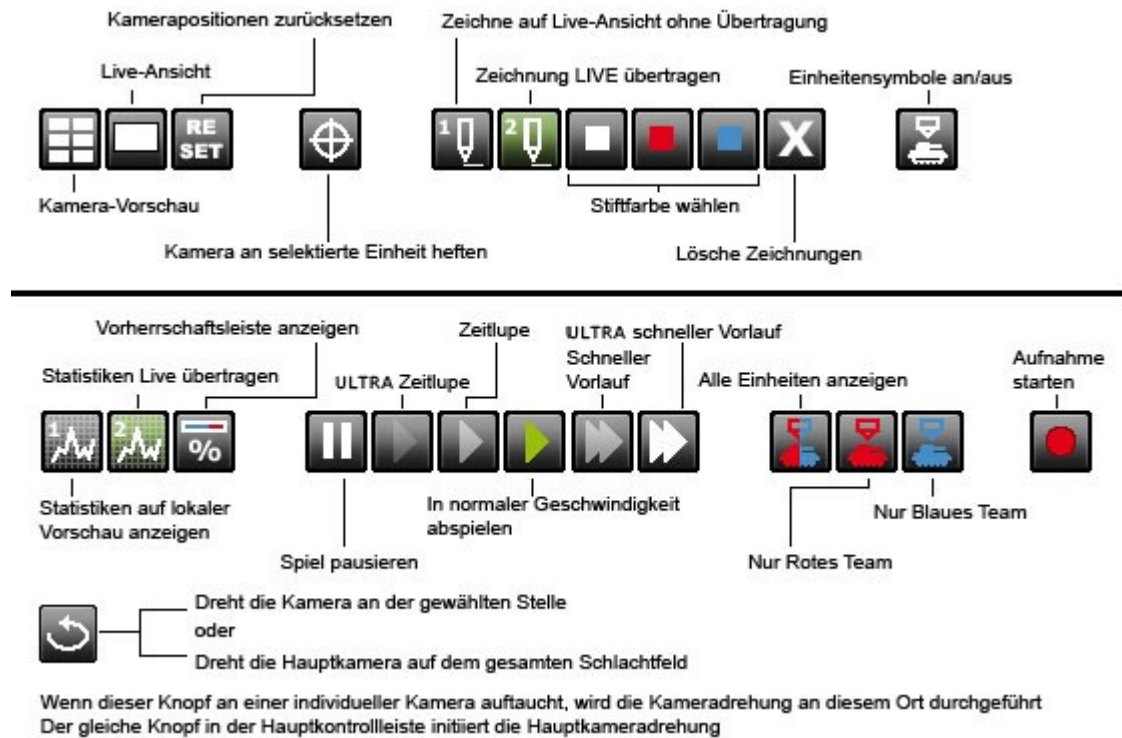 Kamerapositionen zurücksetzen
Zeichne auf Live-Ansicht ohne Übertragung
Live-Ansicht
Zeichnung LIVE übertragen
Einheitensymbole an/aus
RE
SET
1
2
X
Kamera-Vorschau
Stiftfarbe wählen
Kamera an selektierte Einheit heften
Lösche Zeichnungen
Vorherrschaftsleiste anzeigen
Zeitlupe
ULTRA schneller Vorlauf
Statistiken Live übertragen
ULTRA Zeitlupe
Schneller
Vorlauf
Alle Einheiten anzeigen
Aufnahme
starten
1
2
%
Statistiken auf lokaler
Vorschau anzeigen
In normaler Geschwindigkeit
abspielen
Nur Blaues Team
Spiel pausieren
Nur Rotes Team
Dreht die Kamera an der gewählten Stelle
oder
Dreht die Hauptkamera auf dem gesamten Schlachtfeld
Wenn dieser Knopf an einer individueller Kamera auftaucht, wird die Kameradrehung an diesem Ort durchgeführt
Der gleiche Knopf in der Hauptkontrollleiste initiiert die Hauptkameradrehung